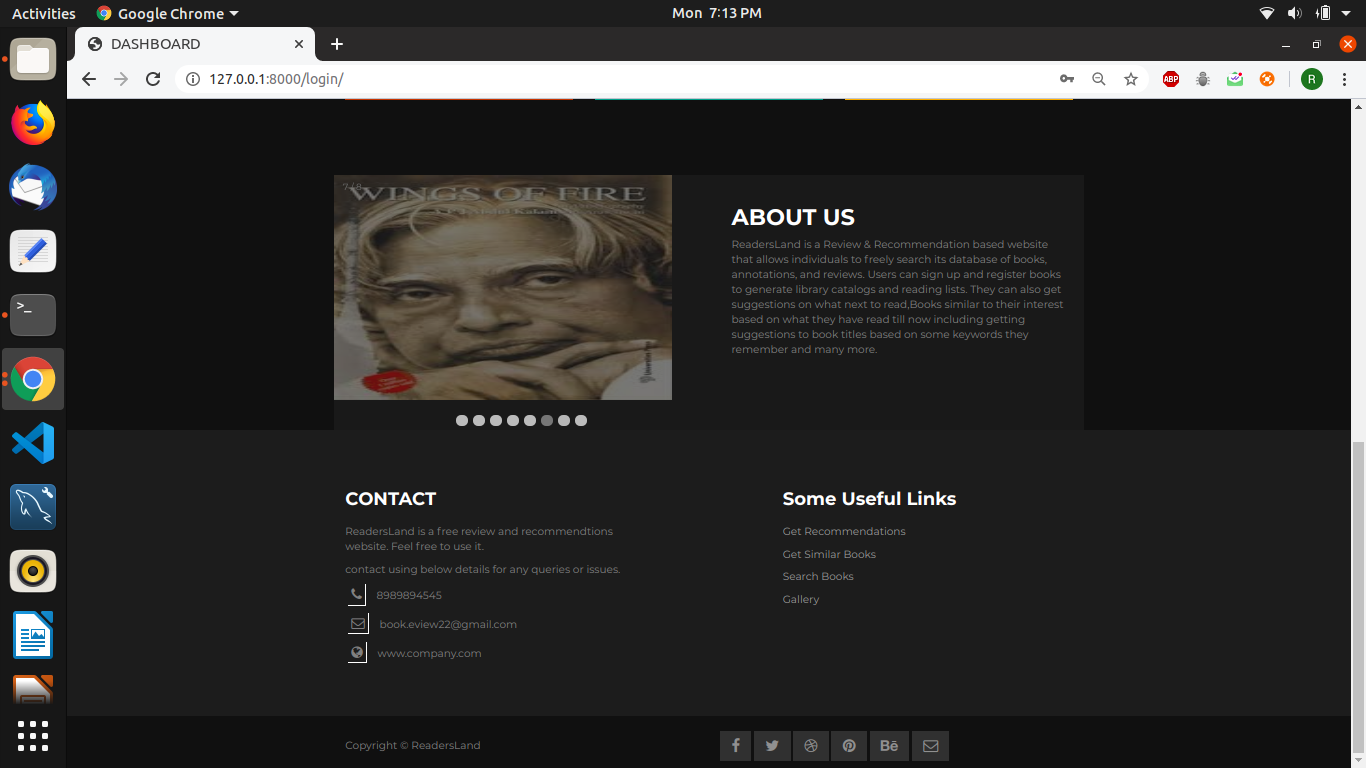 Activities
Google Chrome
Mon 7:13 PM
DASHBOARD
127.0.0.1:8000/login/
ABP
R
7 / 8
WINGS OF FIRE
ABOUT US
ReadersLand is a Review & Recommendation based website
that allows individuals to freely search its database of books,
annotations, and reviews. Users can sign up and register books
to generate library catalogs and reading lists. They can also get
suggestions on what next to read,Books similar to their interest
based on what they have read till now including getting
suggestions to book titles based on some keywords they
remember and many more.
CONTACT
ReadersLand is a free review and recommendtions
website. Feel free to use it.
contact using below details for any queries or issues.
8989894545
book.eview22@gmail.com
www.company.com
Some Useful Links
Get Recommendations
Get Similar Books
Search Books
Gallery
Copyright © ReadersLand
Bē